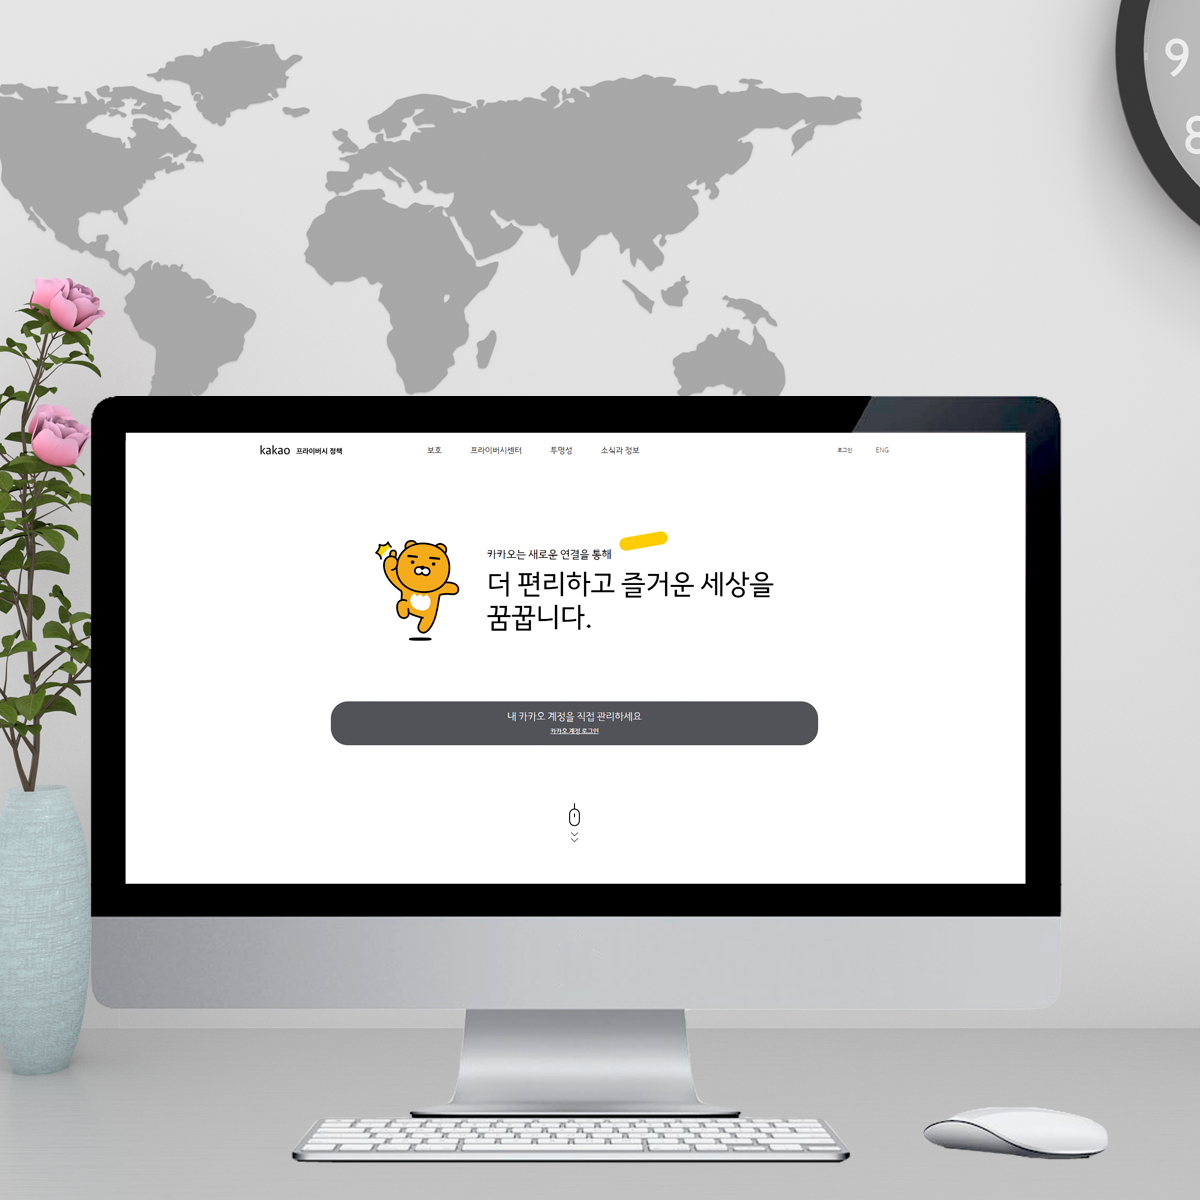 9
8
kakao 프라이버시 정책 보호 프라이버시센터 투명성 소식과 정보 로그인 ENG
카카오는 새로운 연결을 통해
더 편리하고 즐거운 세상을
꿈꿉니다.
내 카카오 계정을 직접 관리하세요
카카오 계정 로그인